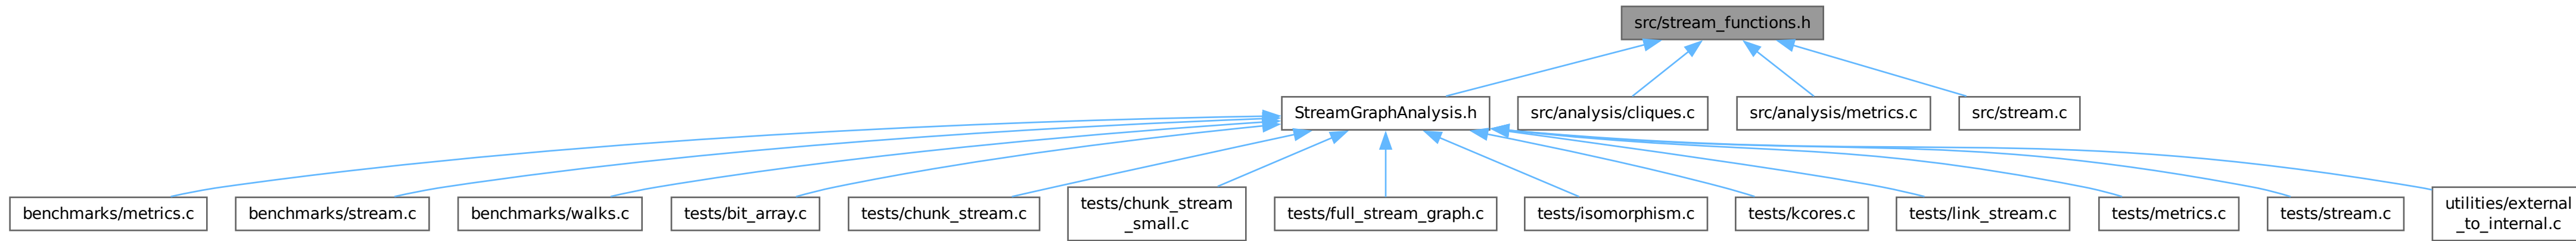 src/stream_functions.h
StreamGraphAnalysis.h
src/analysis/cliques.c
src/analysis/metrics.c
src/stream.c
benchmarks/metrics.c
benchmarks/stream.c
benchmarks/walks.c
tests/bit_array.c
tests/chunk_stream.c
tests/chunk_stream
_small.c
tests/full_stream_graph.c
tests/isomorphism.c
tests/kcores.c
tests/link_stream.c
tests/metrics.c
tests/stream.c
utilities/external
_to_internal.c